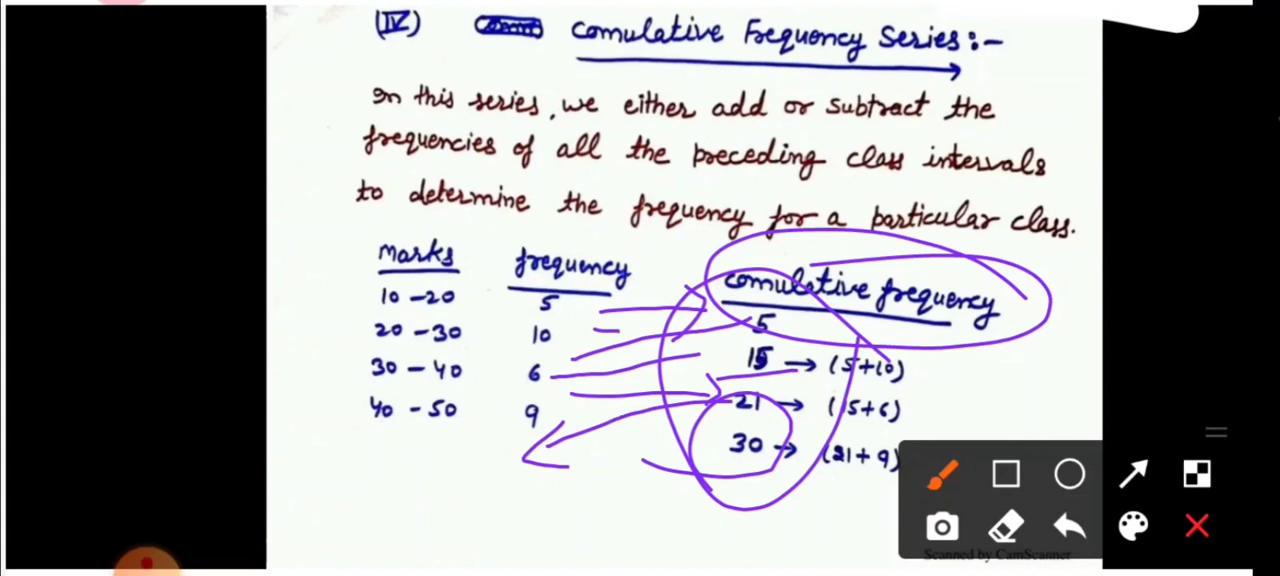 (IV) Comulative Frequency Series:-
In this series, we either add or subtract the
frequencies of all the preceding class intervals
to determine the frequency for a particular class.
Marks frequency Comulative frequency
10-20 5 5
20-30 10 15 → (5+10)
30-40 6 21 → (15+6)
40-50 9 30 → (21+9)
Scanned by CamScanner